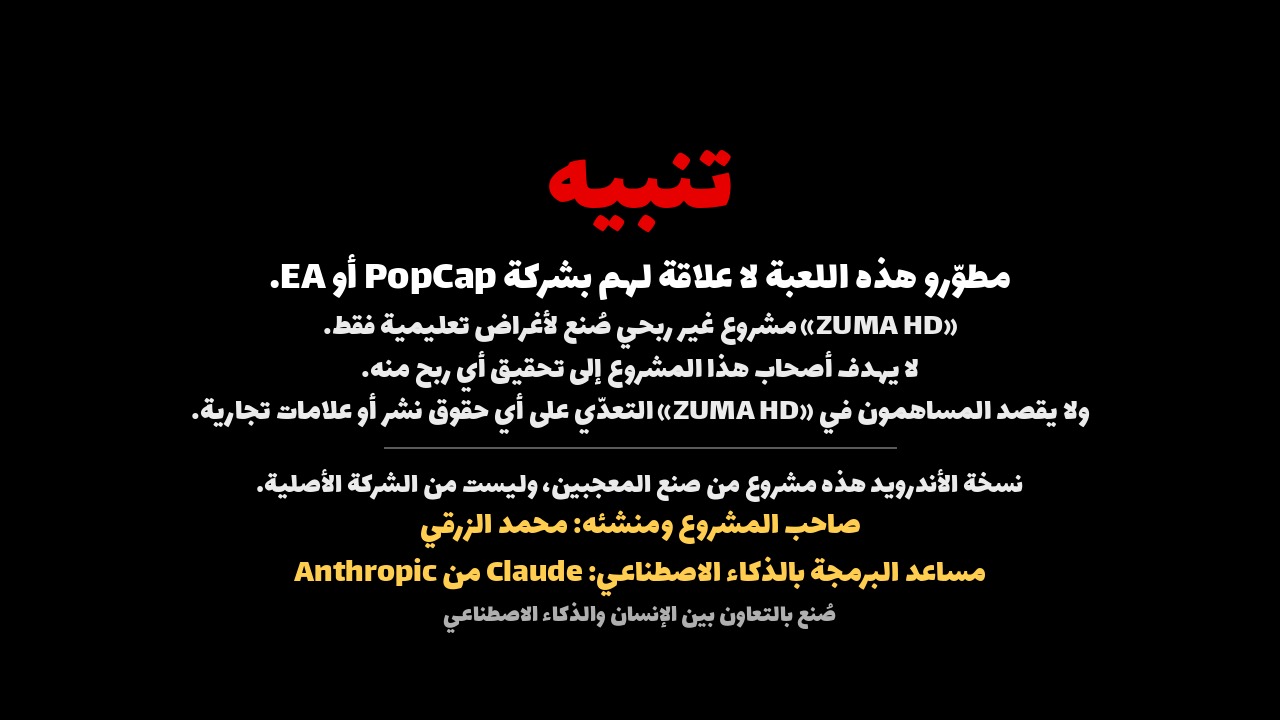 تنبيه
مطوّرو هذه اللعبة لا علاقة لهم بشركة PopCap أو EA.
«ZUMA HD» مشروع غير ربحي صُنع لأغراض تعليمية فقط.
لا يهدف أصحاب هذا المشروع إلى تحقيق أي ربح منه.
ولا يقصد المساهمون في «ZUMA HD» التعدّي على أي حقوق نشر أو علامات تجارية.
نسخة الأندرويد هذه مشروع من صنع المعجبين، وليست من الشركة الأصلية.
صاحب المشروع ومنشئه: محمد الزرقي
مساعد البرمجة بالذكاء الاصطناعي: Claude من Anthropic
صُنع بالتعاون بين الإنسان والذكاء الاصطناعي